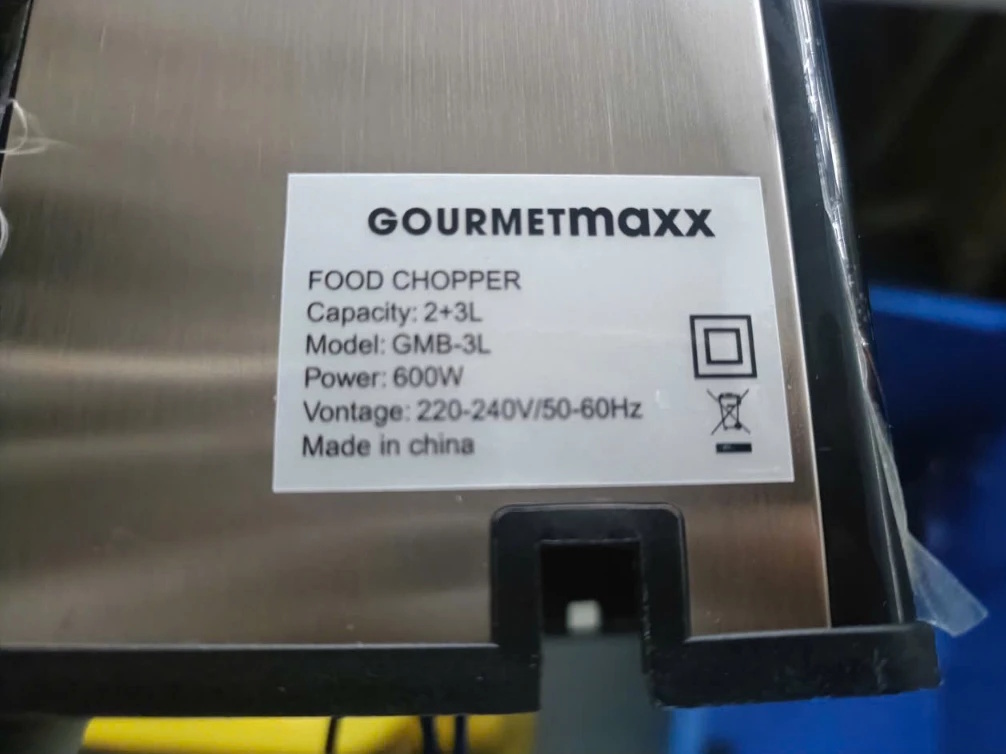 GOURMETmaxx
FOOD CHOPPER
Capacity: 2+3L
Model: GMB-3L
Power: 600W
Vontage: 220-240V/50-60Hz
Made in china